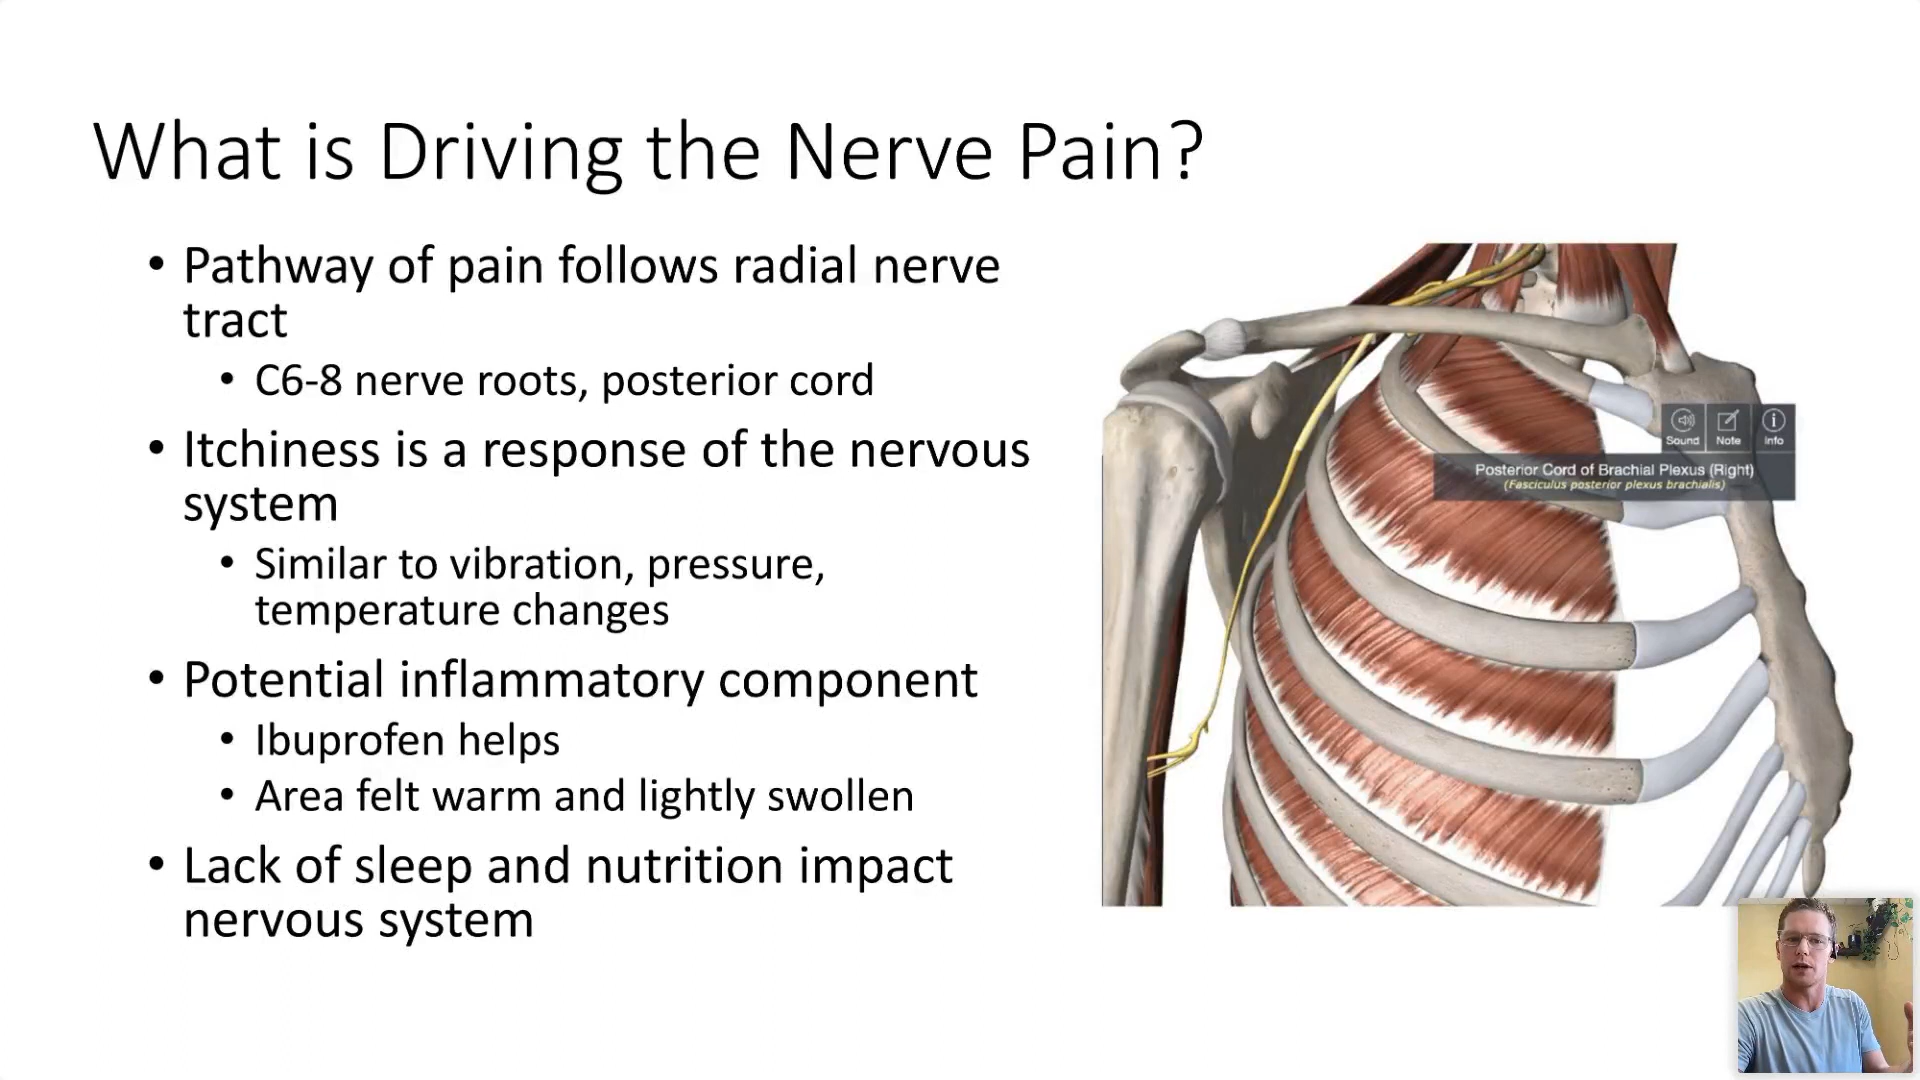 What is Driving the Nerve Pain?
• Pathway of pain follows radial nerve
tract
• C6-8 nerve roots, posterior cord
• Itchiness is a response of the nervous
system
• Similar to vibration, pressure,
temperature changes
• Potential inflammatory component
• Ibuprofen helps
• Area felt warm and lightly swollen
• Lack of sleep and nutrition impact
nervous system
Sound Note Info
Posterior Cord of Brachial Plexus (Right)
(Fasciculus posterior plexus brachialis)